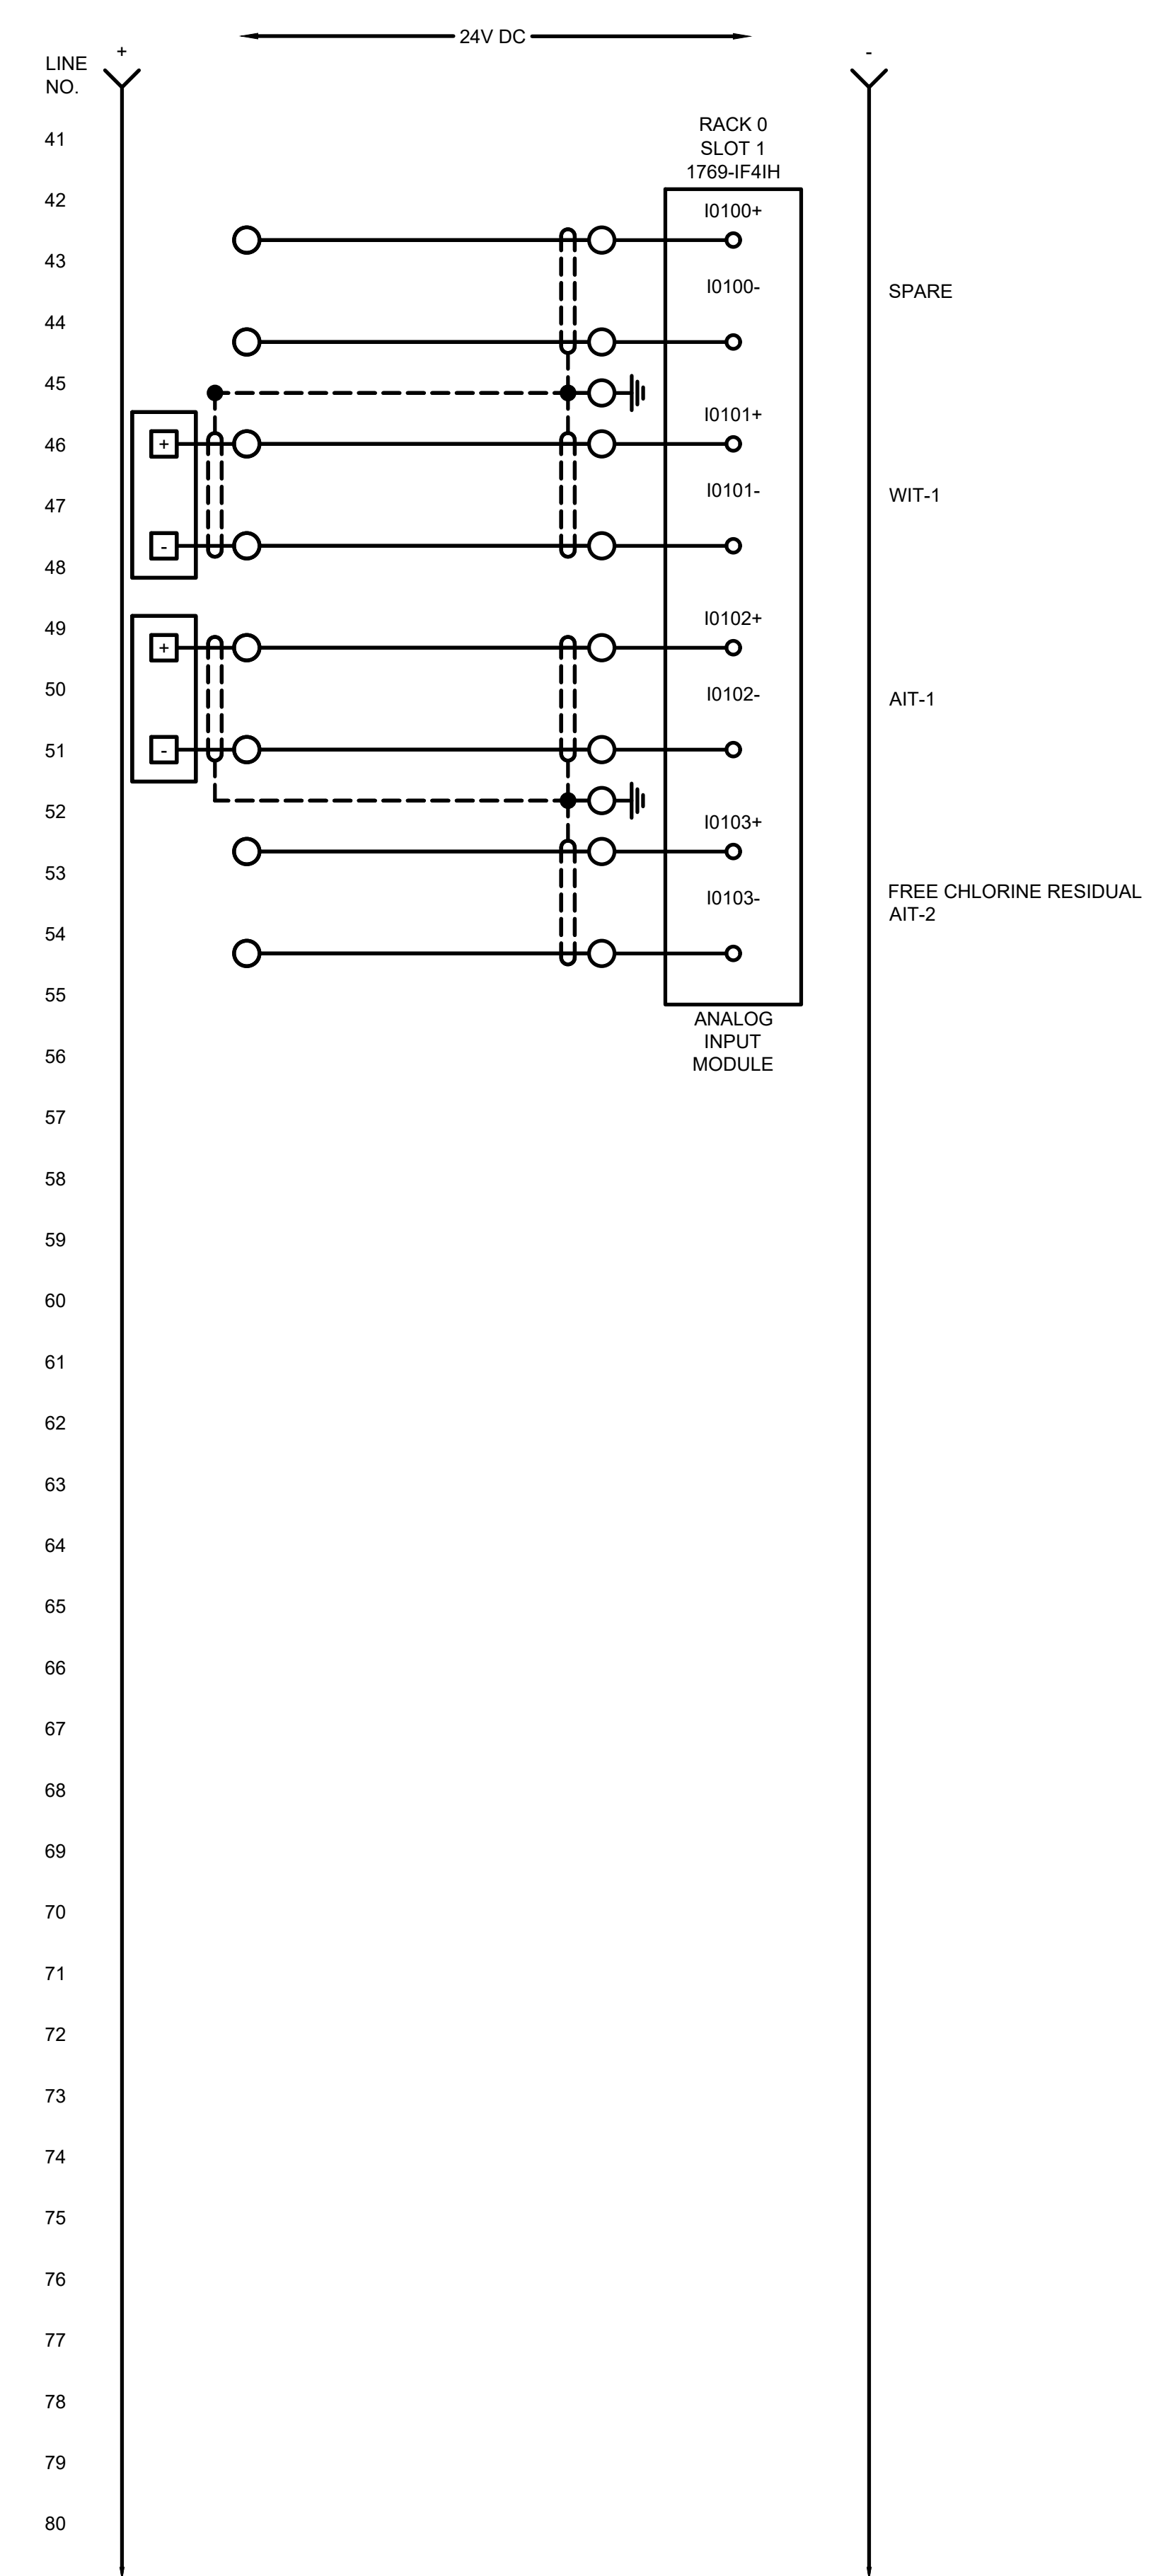 24V DC
+
-
LINE
NO.
41
RACK 0
SLOT 1
1769-IF4IH
42
I0100+
43
I0100-
SPARE
44
45
I0101+
46
+
47
I0101-
WIT-1
-
48
49
I0102+
+
50
I0102-
AIT-1
51
-
52
I0103+
53
I0103-
FREE CHLORINE RESIDUAL
AIT-2
54
55
ANALOG
INPUT
MODULE
56
57
58
59
60
61
62
63
64
65
66
67
68
69
70
71
72
73
74
75
76
77
78
79
80